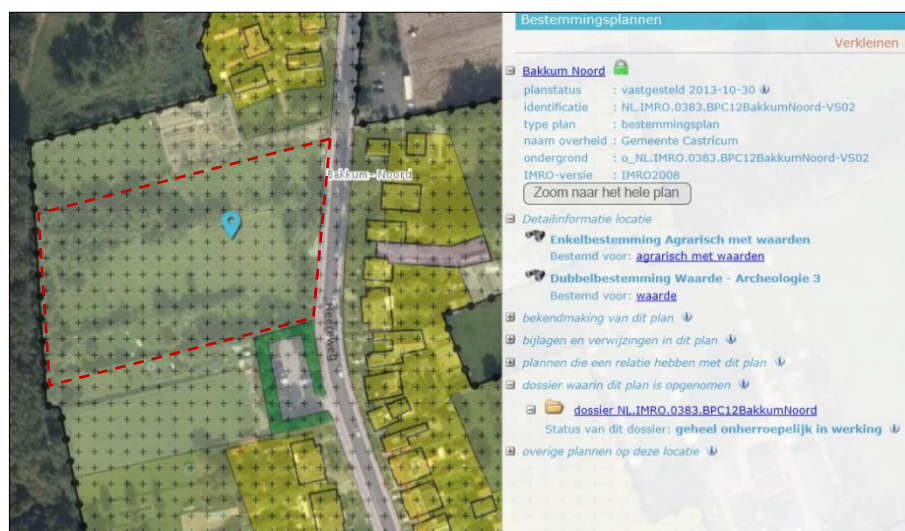 Bestemmingsplannen
Verkleinen
Bakkum Noord
planstatus : vastgesteld 2013-10-30
identificatie : NL.IMRO.0383.BPC12BakkumNoord-VS02
type plan : bestemmingsplan
naam overheid : Gemeente Castricum
ondergrond : o_NL.IMRO.0383.BPC12BakkumNoord-VS02
IMRO-versie : IMRO2008
Zoom naar het hele plan
Detailinformatie locatie
Enkelbestemming Agrarisch met waarden
Bestemd voor: agrarisch met waarden
Dubbelbestemming Waarde - Archeologie 3
Bestemd voor: waarde
bekendmaking van dit plan
bijlagen en verwijzingen in dit plan
plannen die een relatie hebben met dit plan
dossier waarin dit plan is opgenomen
dossier NL.IMRO.0383.BPC12BakkumNoord
Status van dit dossier: geheel onherroepelijk in werking
overige plannen op deze locatie
Bakkum - Noord
Heereweg